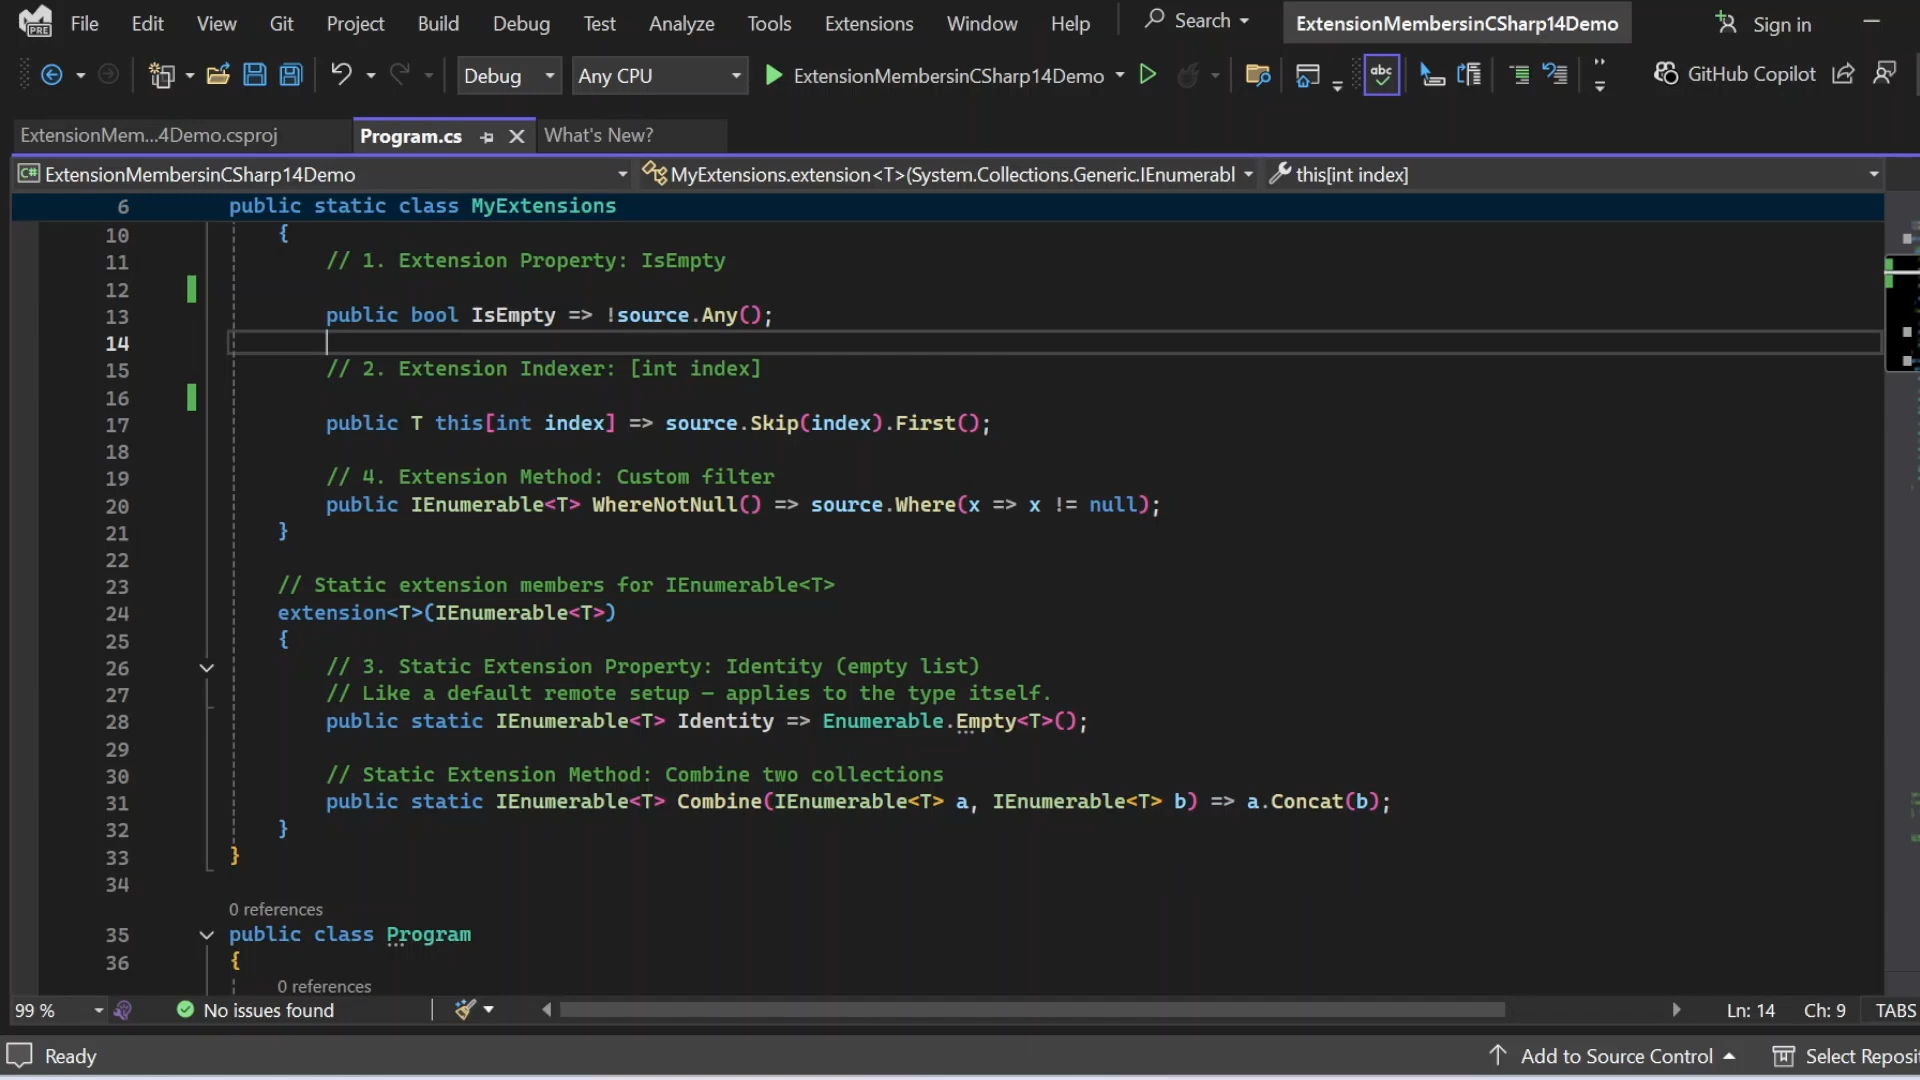 PRE File Edit View Git Project Build Debug Test Analyze Tools Extensions Window Help Search ExtensionMembersinCSharp14Demo Sign in
Debug Any CPU ExtensionMembersinCSharp14Demo abc GitHub Copilot
ExtensionMem...4Demo.csproj Program.cs What's New?
C# ExtensionMembersinCSharp14Demo MyExtensions.extension<T>(System.Collections.Generic.IEnumerabl this[int index]
6 public static class MyExtensions
10 {
11 // 1. Extension Property: IsEmpty
12
13 public bool IsEmpty => !source.Any();
14
15 // 2. Extension Indexer: [int index]
16
17 public T this[int index] => source.Skip(index).First();
18
19 // 4. Extension Method: Custom filter
20 public IEnumerable<T> WhereNotNull() => source.Where(x => x != null);
21 }
22
23 // Static extension members for IEnumerable<T>
24 extension<T>(IEnumerable<T>)
25 {
26 // 3. Static Extension Property: Identity (empty list)
27 // Like a default remote setup – applies to the type itself.
28 public static IEnumerable<T> Identity => Enumerable.Empty<T>();
29
30 // Static Extension Method: Combine two collections
31 public static IEnumerable<T> Combine(IEnumerable<T> a, IEnumerable<T> b) => a.Concat(b);
32 }
33 }
34
0 references
35 public class Program
36 {
0 references
99 % No issues found Ln: 14 Ch: 9 TABS
Ready Add to Source Control Select Reposit